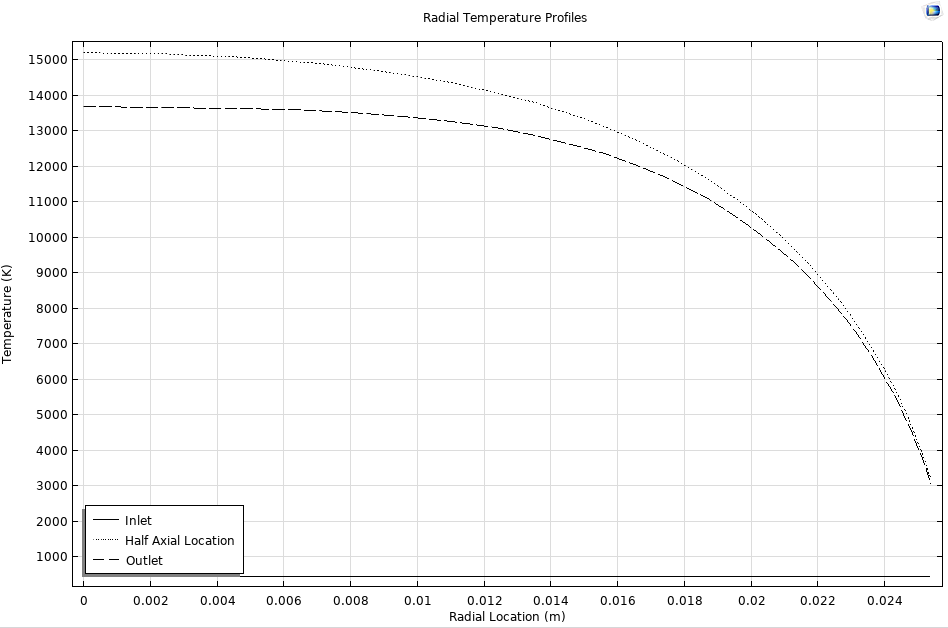 Radial Temperature Profiles
15000
14000
13000
12000
11000
10000
9000
8000
7000
6000
5000
4000
3000
2000
1000
Temperature (K)
Inlet
Half Axial Location
Outlet
0 0.002 0.004 0.006 0.008 0.01 0.012 0.014 0.016 0.018 0.02 0.022 0.024
Radial Location (m)